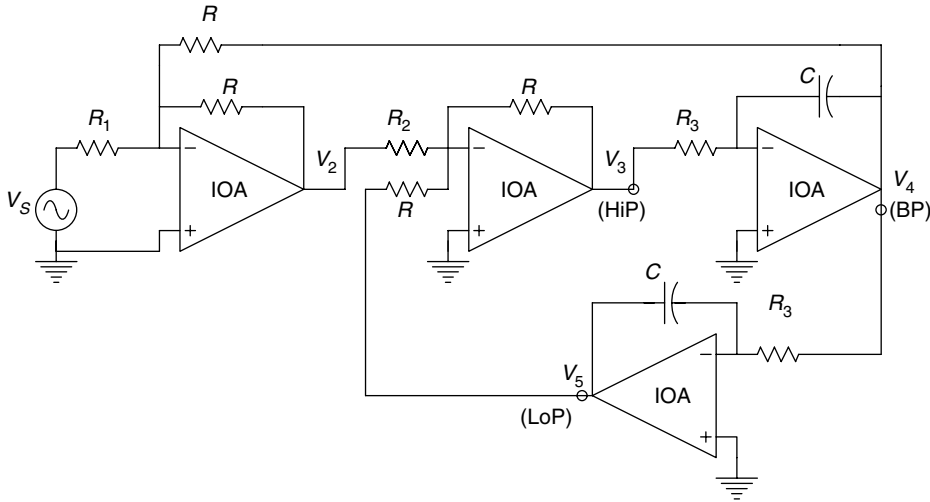 R
R
R
C
R1
R2
R3
− − −
V2
V3
V4
IOA
IOA
IOA
VS
R
(HiP)
(BP)
+ + +
C
R3
−
V5
IOA
(LoP)
+